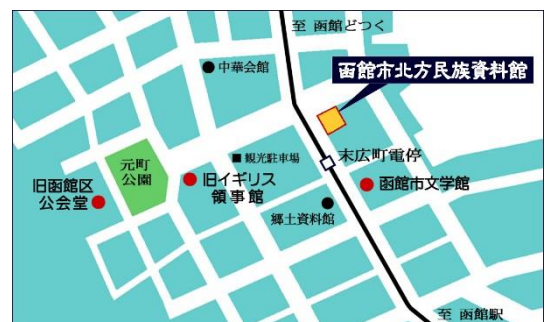 至 函館どつく
函館市北方民族資料館
中華会館
元町
公園
観光駐車場
末広町電停
旧函館区
公会堂
旧イギリス
領事館
函館市文学館
郷土資料館
至 函館駅